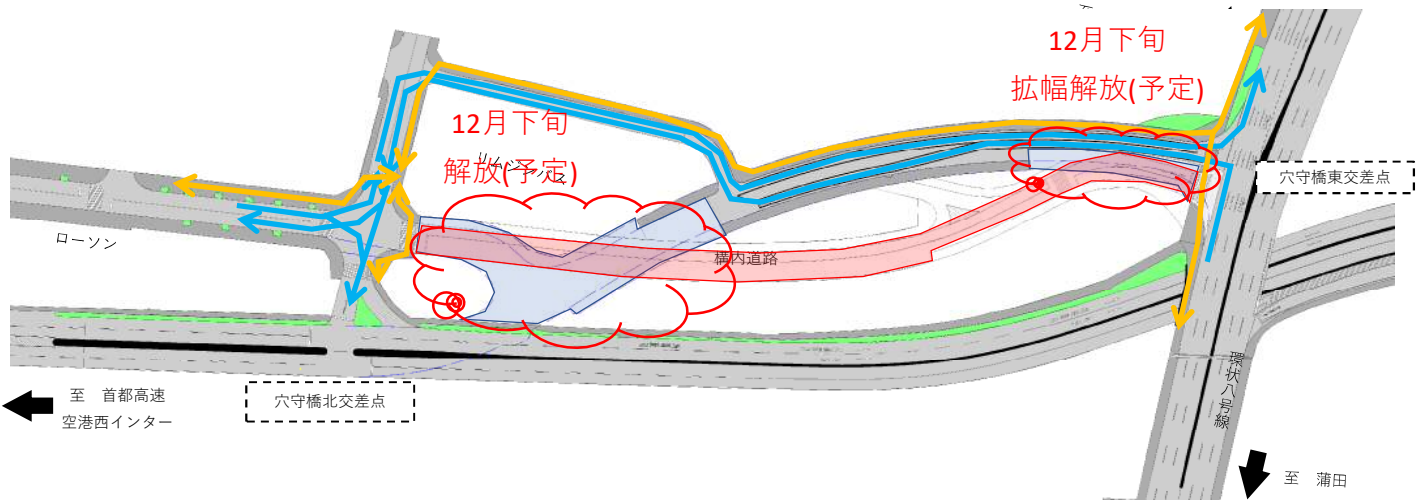 12月下旬
拡幅解放(予定)
12月下旬
解放(予定)
穴守橋東交差点
ローソン
構内道路
環状八号線
至　首都高速
空港西インター
穴守橋北交差点
至　蒲田